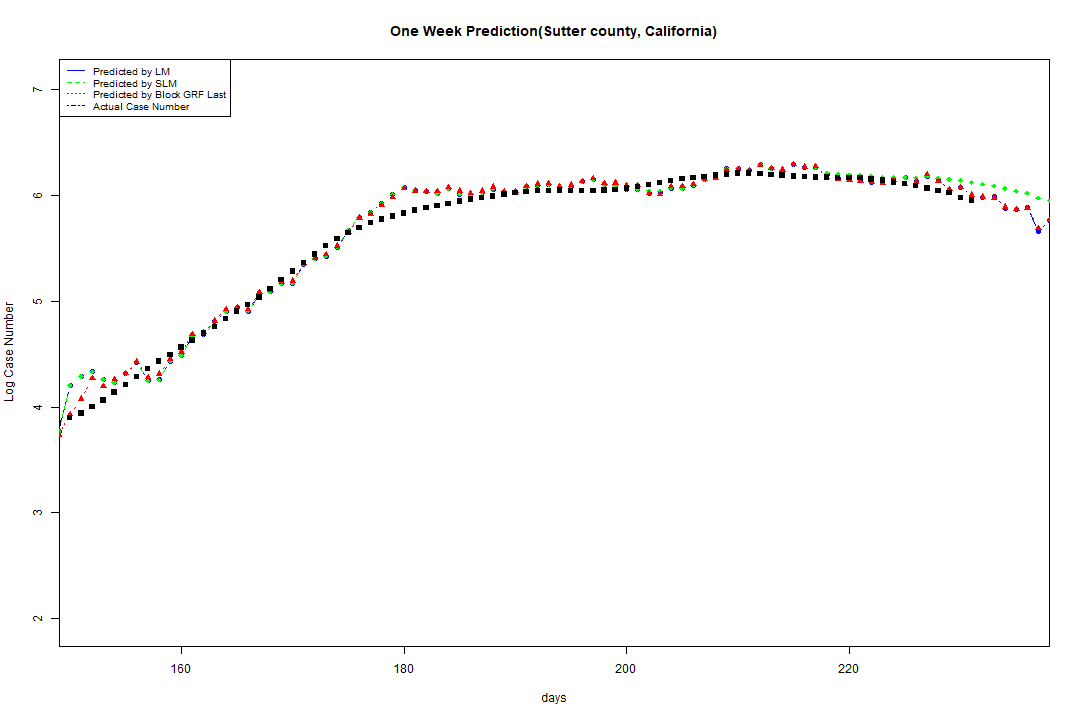 One Week Prediction(Sutter county, California)
Predicted by LM
Predicted by SLM
Predicted by Block GRF Last
Actual Case Number
7
6
5
4
3
2
Log Case Number
160 180 200 220
days